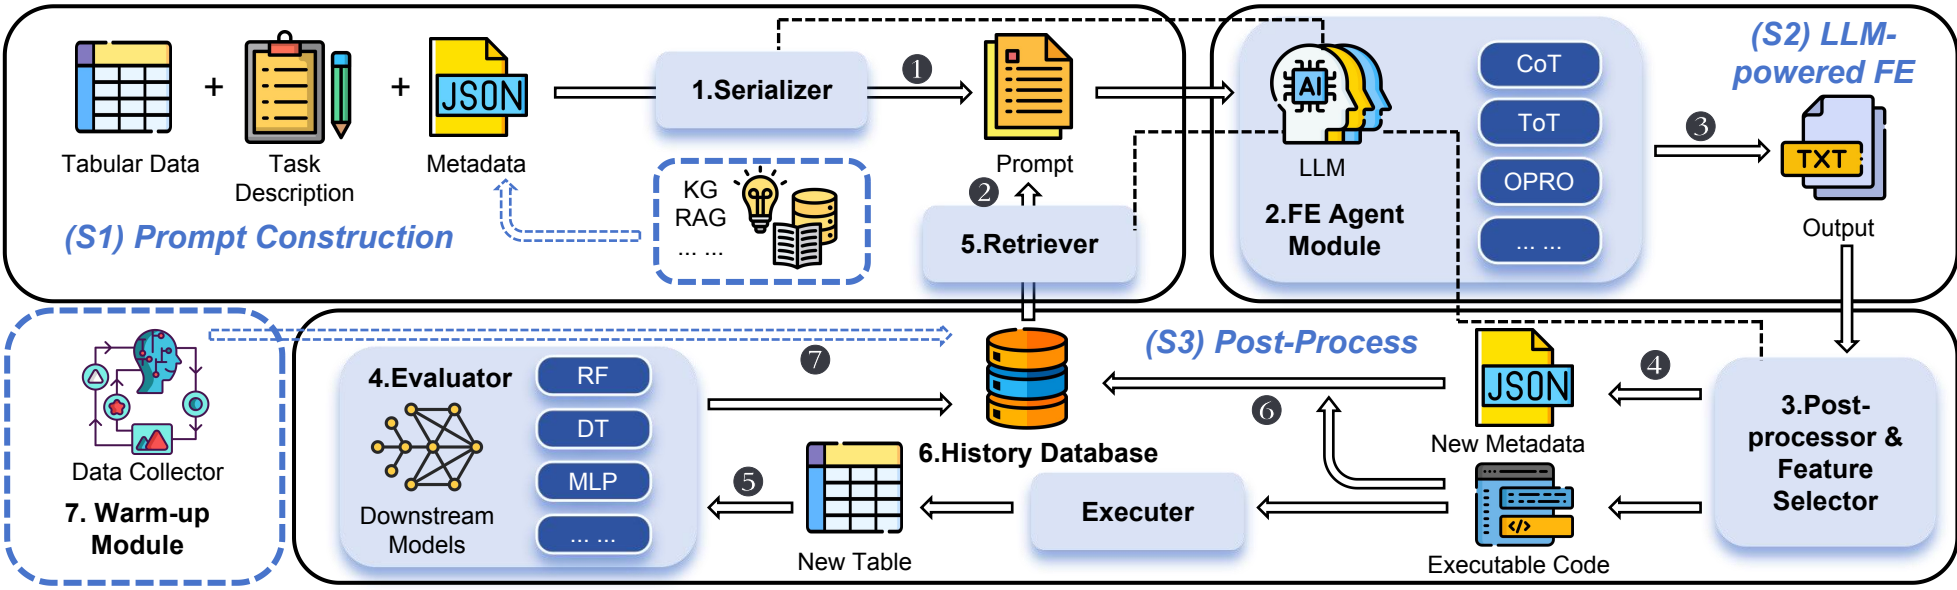 Tabular Data
+
Task
Description
+
JSON
Metadata
1.Serializer
1
Prompt
(S1) Prompt Construction
KG
RAG
... ...
2
5.Retriever
AI
LLM
2.FE Agent
Module
CoT
ToT
OPRO
... ...
(S2) LLM-
powered FE
3
TXT
Output
Data Collector
7. Warm-up
Module
4.Evaluator
Downstream
Models
RF
DT
MLP
... ...
7
6.History Database
5
New Table
Executer
(S3) Post-Process
6
JSON
New Metadata
4
</>
Executable Code
3.Post-
processor &
Feature
Selector